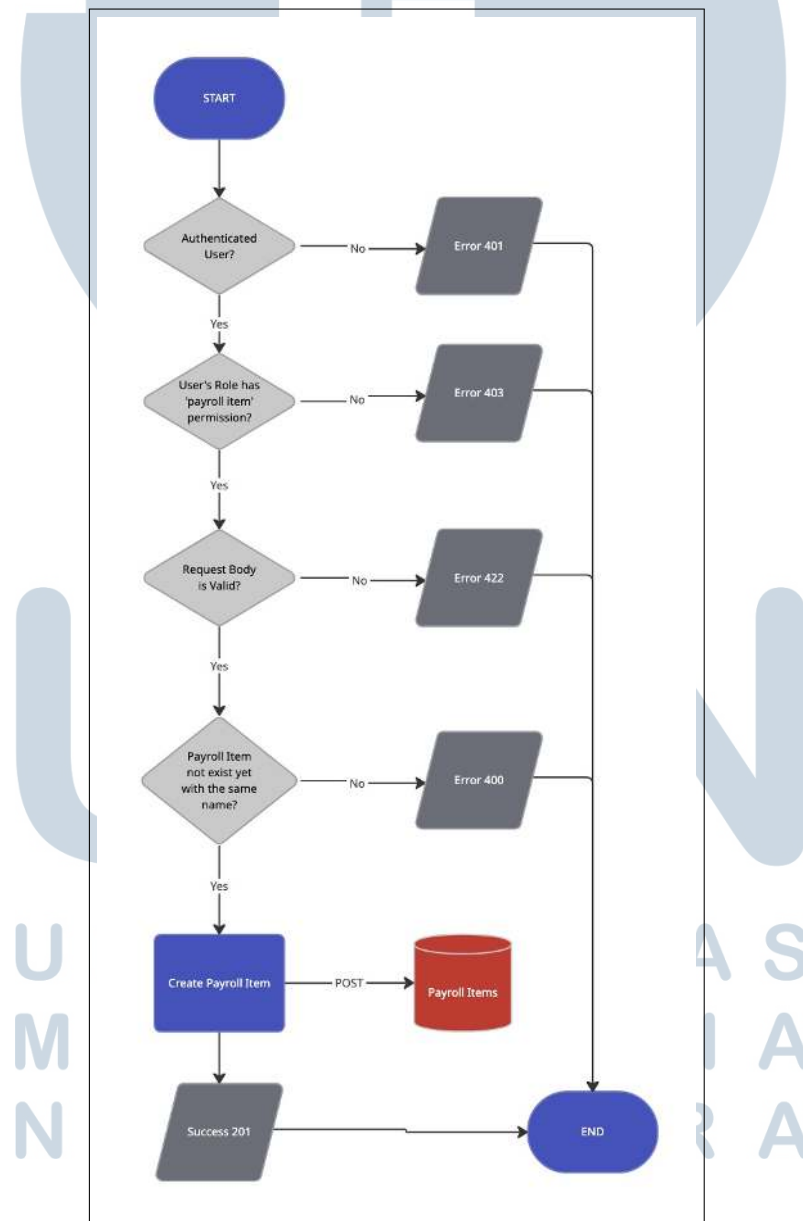 START
Authenticated
User?
No
Error 401
Yes
User's Role has
'payroll item'
permission?
No
Error 403
Yes
Request Body
is Valid?
No
Error 422
Yes
Payroll Item
not exist yet
with the same
name?
No
Error 400
Yes
Create Payroll Item
POST
Payroll Items
Success 201
END
U N
U A S
M I A
N R A